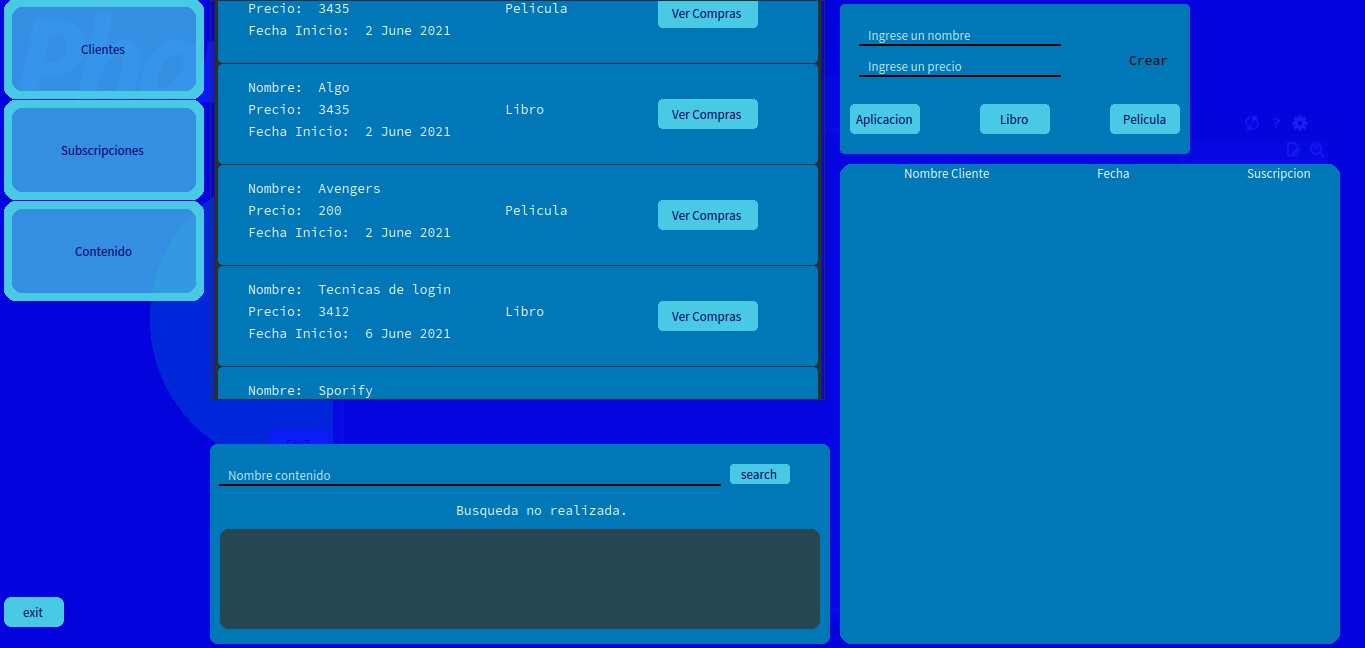 Clientes
Subscripciones
Contenido
exit
Precio: 3435 Pelicula Ver Compras
Fecha Inicio: 2 June 2021
Nombre: Algo
Precio: 3435 Libro Ver Compras
Fecha Inicio: 2 June 2021
Nombre: Avengers
Precio: 200 Pelicula Ver Compras
Fecha Inicio: 2 June 2021
Nombre: Tecnicas de login
Precio: 3412 Libro Ver Compras
Fecha Inicio: 6 June 2021
Nombre: Sporify
EXIT
Nombre contenido search
Busqueda no realizada.
Ingrese un nombre
Ingrese un precio
Crear
Aplicacion Libro Pelicula
Nombre Cliente Fecha Suscripcion